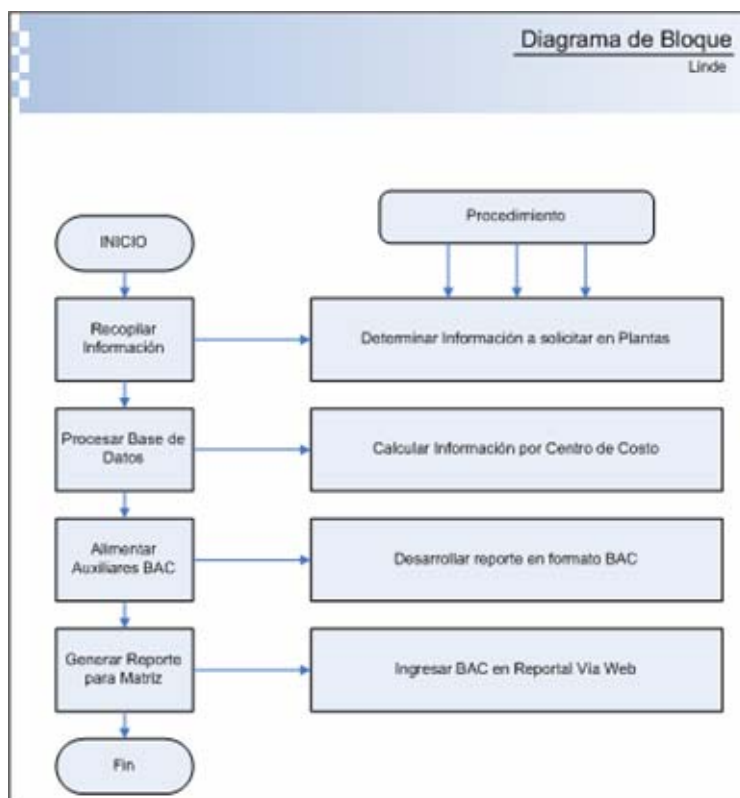 Diagrama de Bloque
Linde
Procedimiento
INICIO
Recopilar
Información
Determinar Información a solicitar en Plantas
Procesar Base de
Datos
Calcular Información por Centro de Costo
Alimentar
Auxiliares BAC
Desarrollar reporte en formato BAC
Generar Reporte
para Matriz
Ingresar BAC en Reportal Via Web
Fin